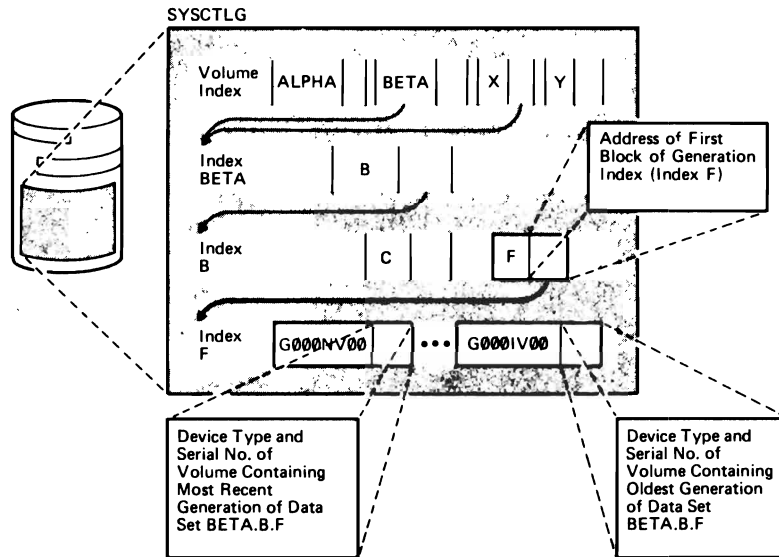 SYSCTLG
Volume Index
ALPHA
BETA
X
Y
Address of First
Block of Generation
Index (Index F)
Index
BETA
B
Index
B
C
F
Index
F
G000NV00
•••
G000IV00
Device Type and
Serial No. of
Volume Containing
Most Recent
Generation of Data
Set BETA.B.F
Device Type and
Serial No. of
Volume Containing
Oldest Generation
of Data Set
BETA.B.F